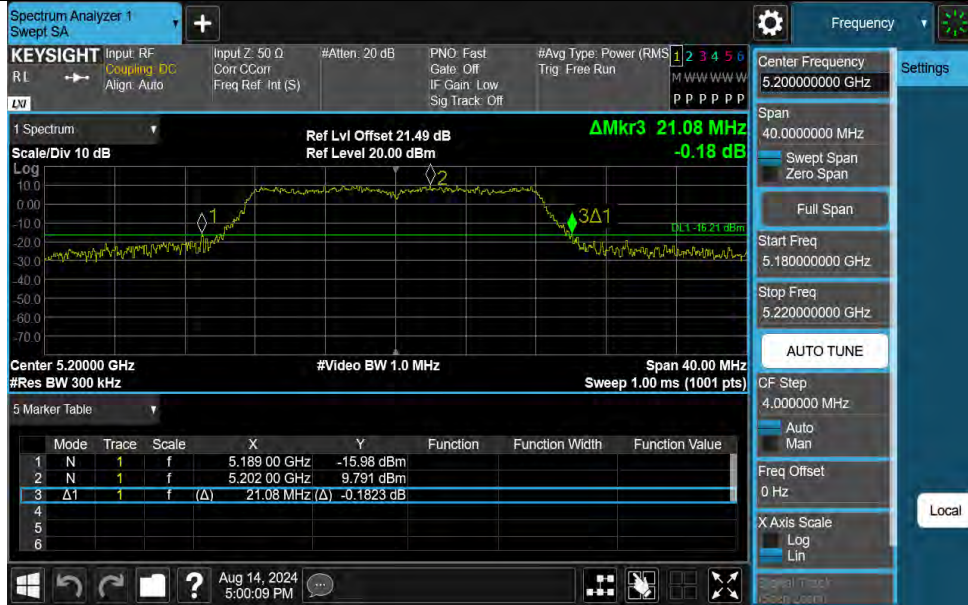 Spectrum Analyzer 1
Swept SA
Frequency
KEYSIGHT
RL
LXI
Input: RF
Coupling: DC
Align: Auto
Input Z: 50 Ω
Corr CCorr
Freq Ref: Int (S)
#Atten: 20 dB
PNO: Fast
Gate: Off
IF Gain: Low
Sig Track: Off
#Avg Type: Power (RMS
Trig: Free Run
1 2 3 4 5 6
M W W W W W
P P P P P P
1 Spectrum
Scale/Div 10 dB
Ref Lvl Offset 21.49 dB
Ref Level 20.00 dBm
ΔMkr3 21.08 MHz
-0.18 dB
Log
10.0
0.00
-10.0
-20.0
-30.0
-40.0
-50.0
-60.0
-70.0
1
2
3Δ1
DL1 -16.21 dBm
Center 5.20000 GHz
#Video BW 1.0 MHz
Span 40.00 MHz
#Res BW 300 kHz
Sweep 1.00 ms (1001 pts)
5 Marker Table
Mode Trace Scale X Y Function Function Width Function Value
1 N 1 f 5.189 00 GHz -15.98 dBm
2 N 1 f 5.202 00 GHz 9.791 dBm
3 Δ1 1 f (Δ) 21.08 MHz (Δ) -0.1823 dB
4
5
6
?
Aug 14, 2024
5:00:09 PM
Center Frequency
5.200000000 GHz
Span
40.0000000 MHz
Swept Span
Zero Span
Full Span
Start Freq
5.180000000 GHz
Stop Freq
5.220000000 GHz
AUTO TUNE
CF Step
4.000000 MHz
Auto
Man
Freq Offset
0 Hz
X Axis Scale
Log
Lin
Signal Track
(Span Zoom)
Settings
Local